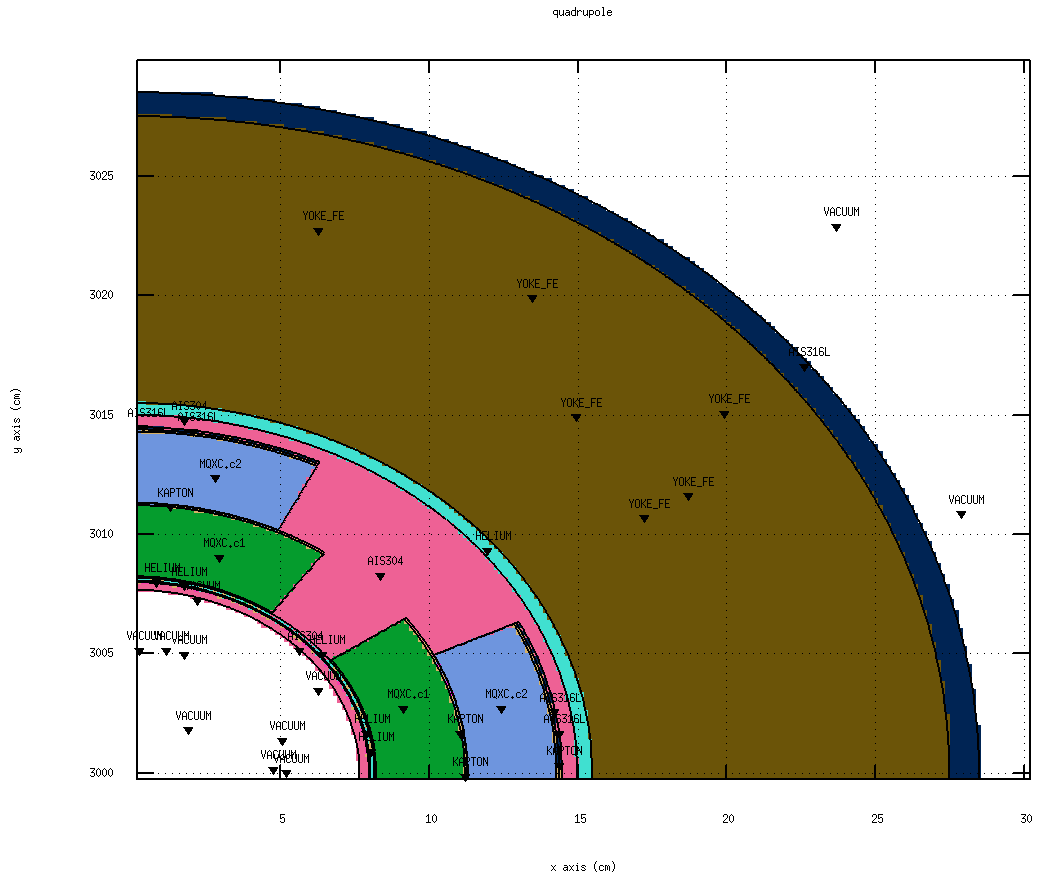 quadrupole
YOKE_FE
VACUUM
3025
YOKE_FE
3020
AIS316L
YOKE_FE
YOKE_FE
AIS304
AIS316L
AIS316L
3015
MQXC.c2
YOKE_FE
KAPTON
VACUUM
YOKE_FE
y axis (cm)
HELIUM
3010
MQXC.c1
AIS304
HELIUM
HELIUM
VACUUM
VACUUM
VACUUM
VACUUM
AIS304
HELIUM
3005
VACUUM
MQXC.c1
MQXC.c2
AIS316L
VACUUM
HELIUM
KAPTON
AIS316L
VACUUM
HELIUM
VACUUM
VACUUM
KAPTON
KAPTON
3000
5
10
15
20
25
30
x axis (cm)